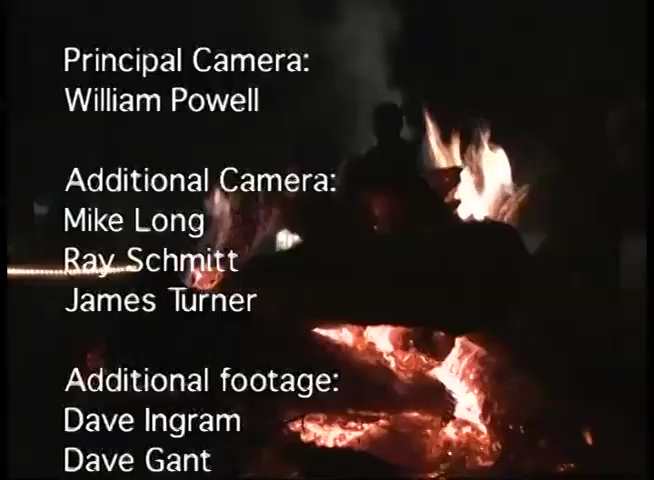 Principal Camera:
William Powell
Additional Camera:
Mike Long
Ray Schmitt
James Turner
Additional footage:
Dave Ingram
Dave Gant